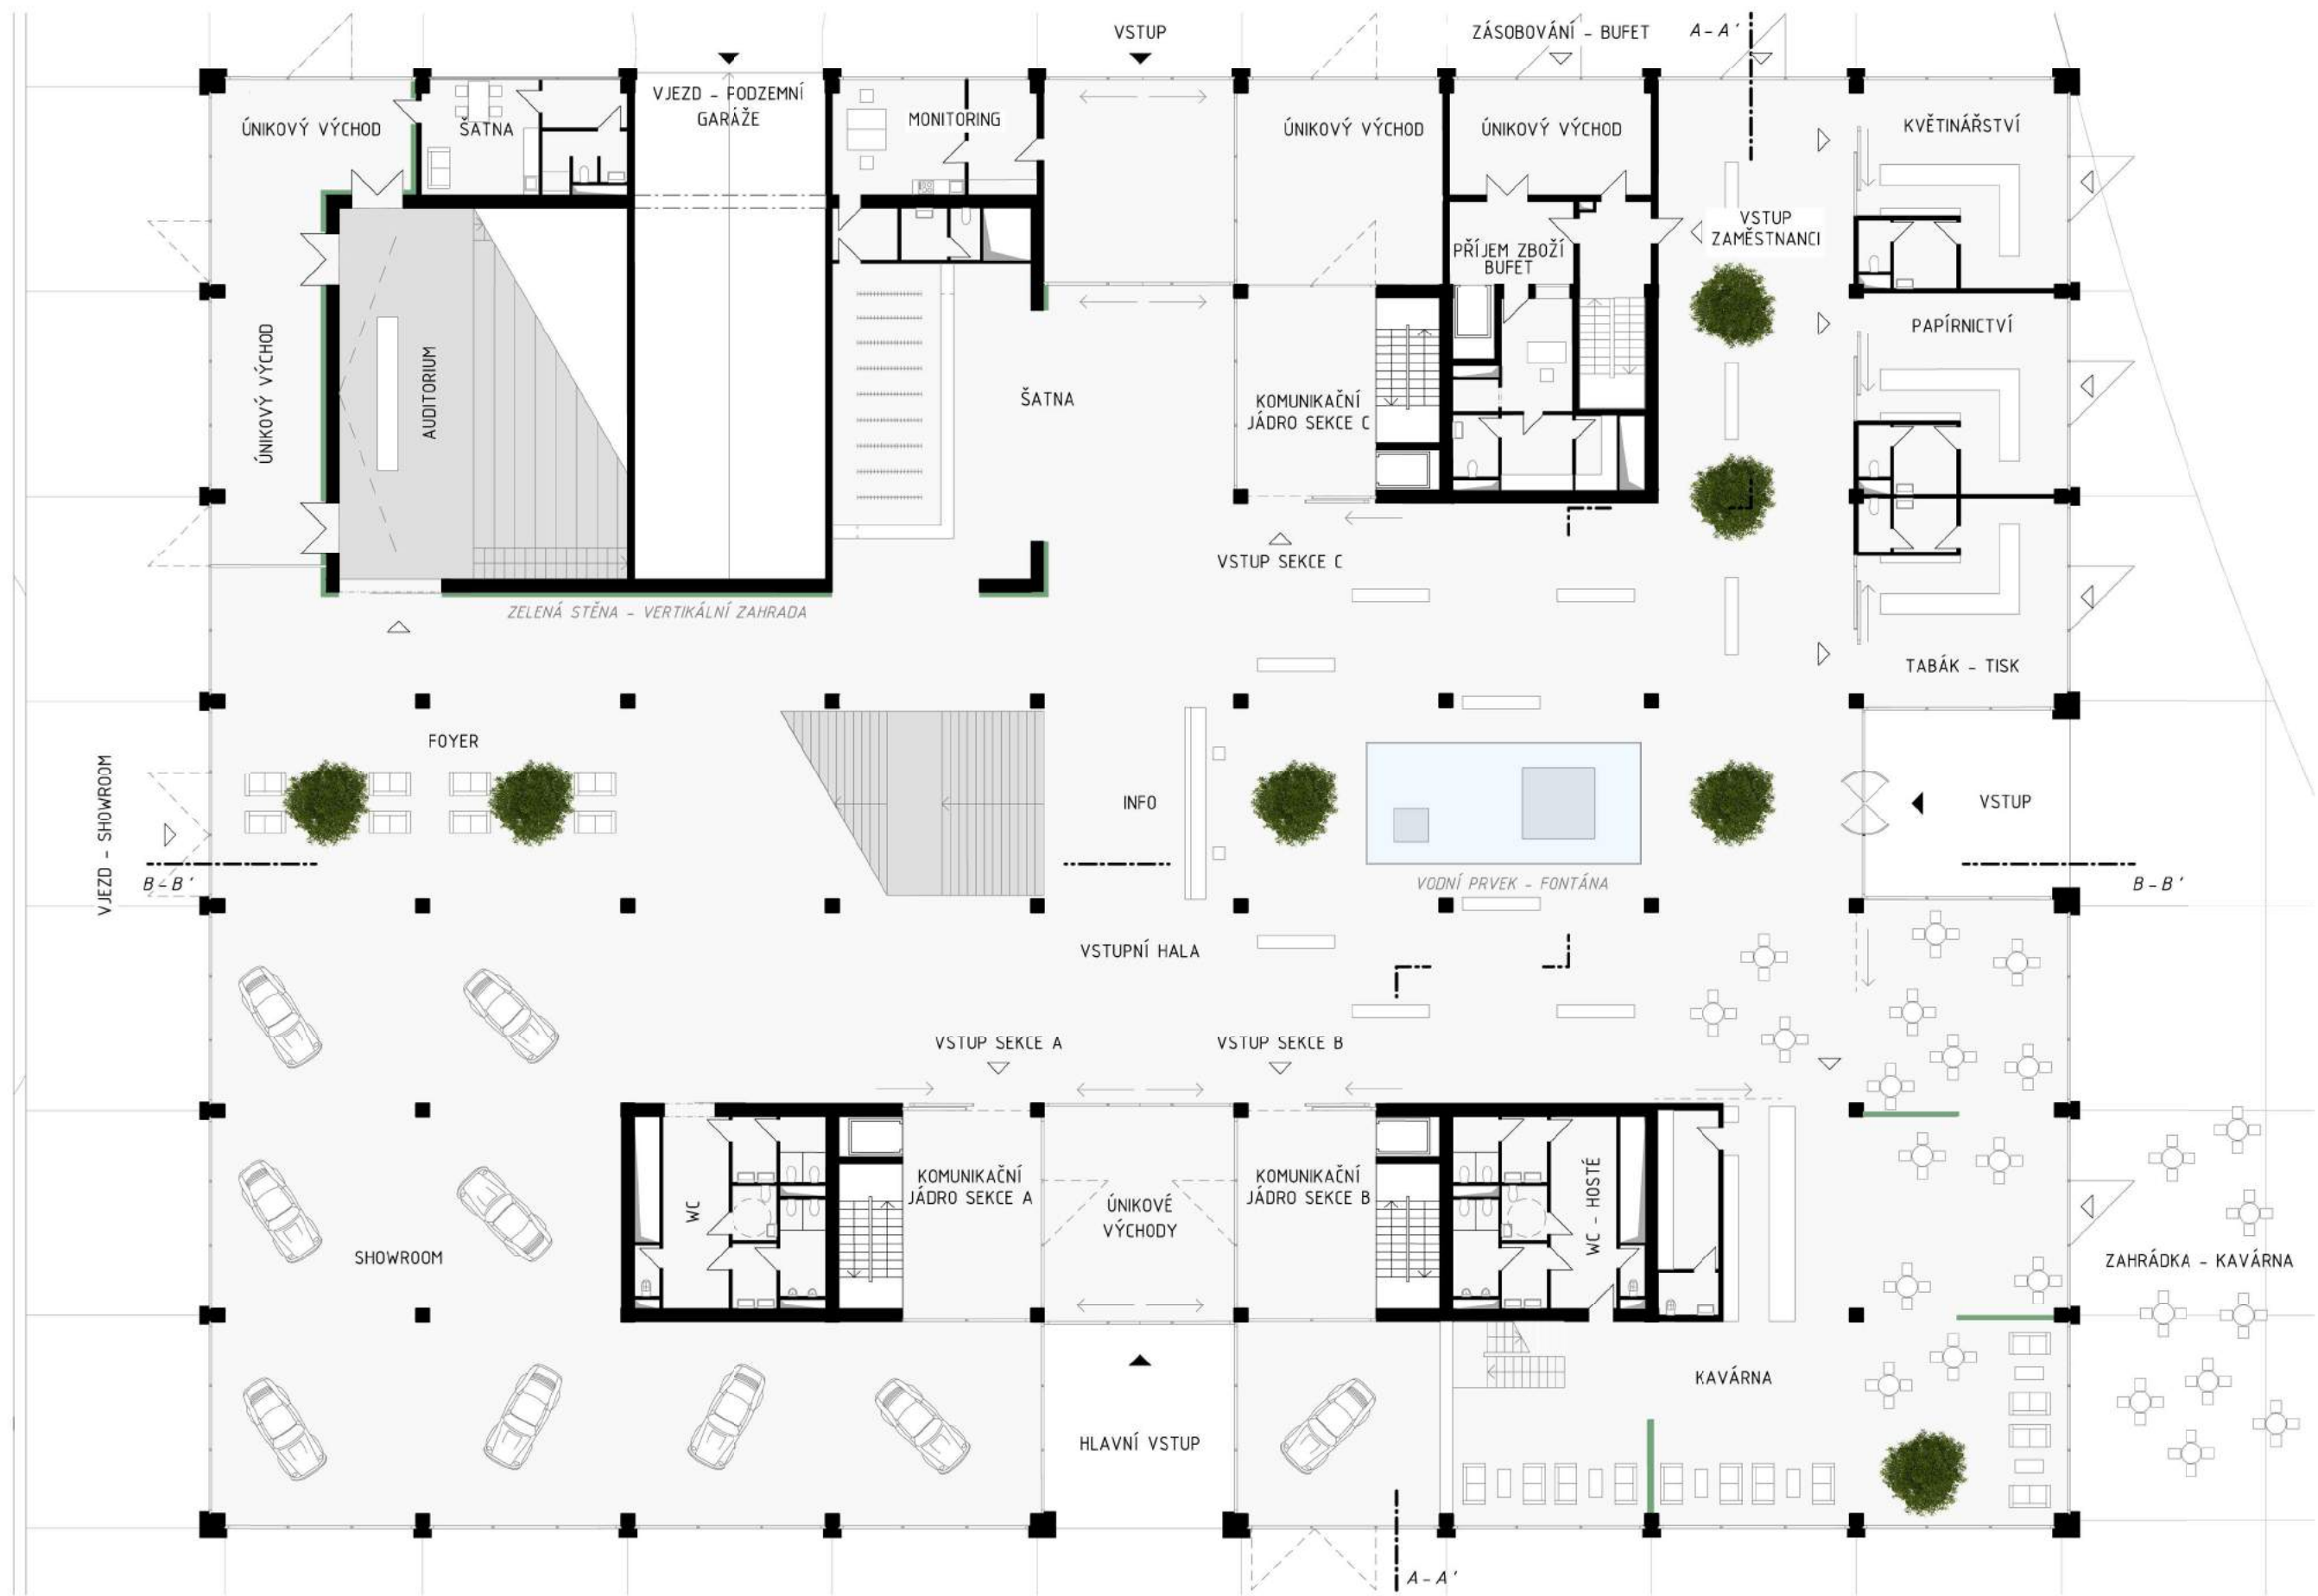 VSTUP
ZÁSOBOVÁNÍ - BUFET
A-A'
VJEZD - PODZEMNÍ
GARÁŽE
ÚNIKOVÝ VÝCHOD
ŠATNA
MONITORING
ÚNIKOVÝ VÝCHOD
ÚNIKOVÝ VÝCHOD
KVĚTINÁŘSTVÍ
VSTUP
ZAMĚSTNANCI
PŘÍJEM ZBOŽÍ
BUFET
ÚNIKOVÝ VÝCHOD
AUDITORIUM
ŠATNA
KOMUNIKAČNÍ
JÁDRO SEKCE C
PAPÍRNICTVÍ
VSTUP SEKCE C
ZELENÁ STĚNA - VERTIKÁLNÍ ZAHRADA
TABÁK - TISK
FOYER
VJEZD - SHOWROOM
INFO
VSTUP
B-B'
VODNÍ PRVEK - FONTÁNA
B-B'
VSTUPNÍ HALA
VSTUP SEKCE A
VSTUP SEKCE B
WC
KOMUNIKAČNÍ
JÁDRO SEKCE A
ÚNIKOVÉ
VÝCHODY
KOMUNIKAČNÍ
JÁDRO SEKCE B
WC - HOSTÉ
SHOWROOM
ZAHRÁDKA - KAVÁRNA
KAVÁRNA
HLAVNÍ VSTUP
A-A'